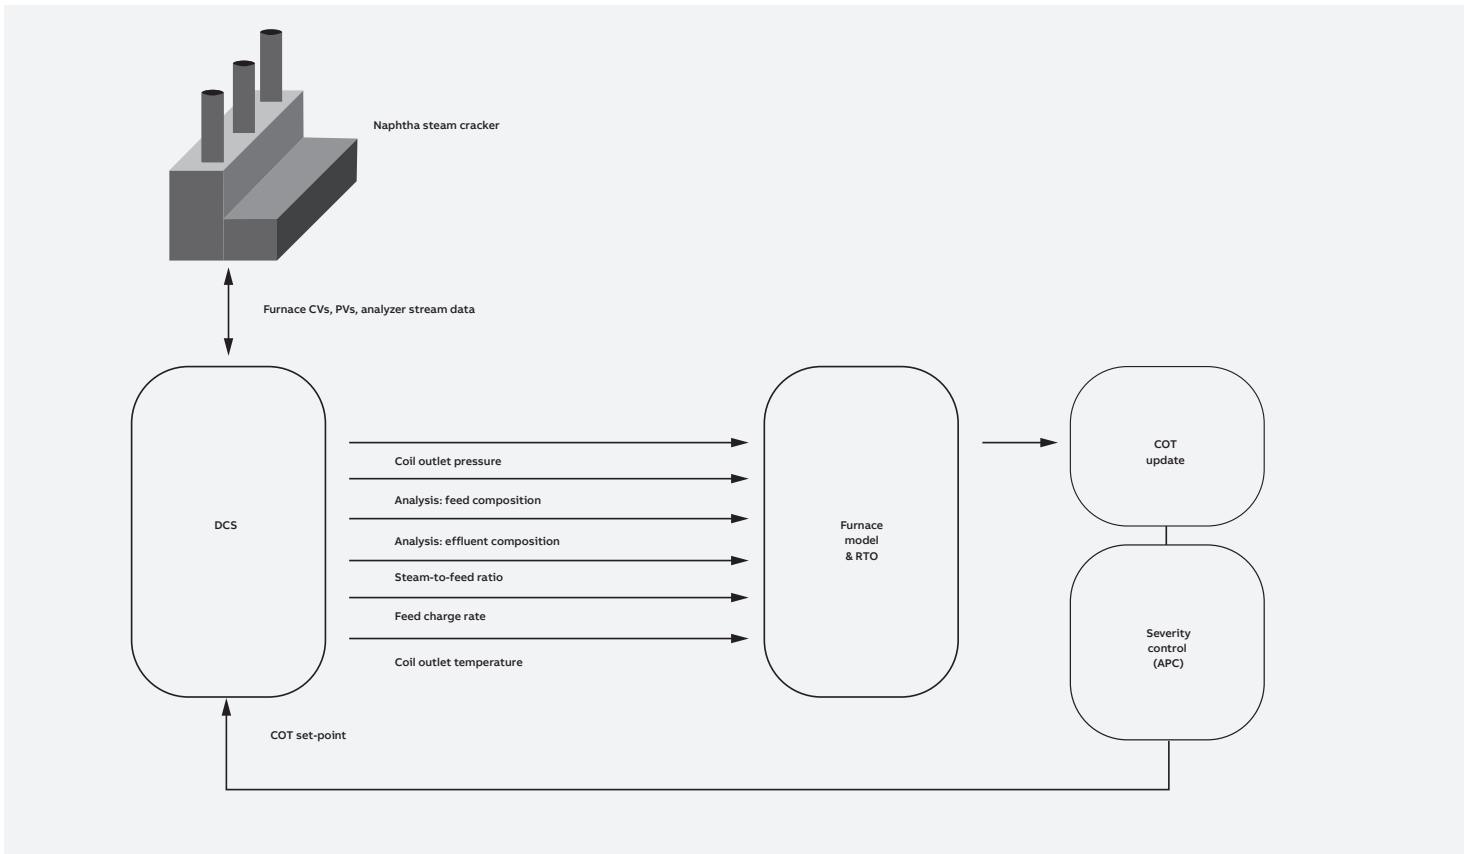 Naphtha steam cracker
Furnace CVs, PVs, analyzer stream data
DCS
Coil outlet pressure
Analysis: feed composition
Analysis: effluent composition
Steam-to-feed ratio
Feed charge rate
Coil outlet temperature
Furnace
model
& RTO
COT
update
Severity
control
(APC)
COT set-point